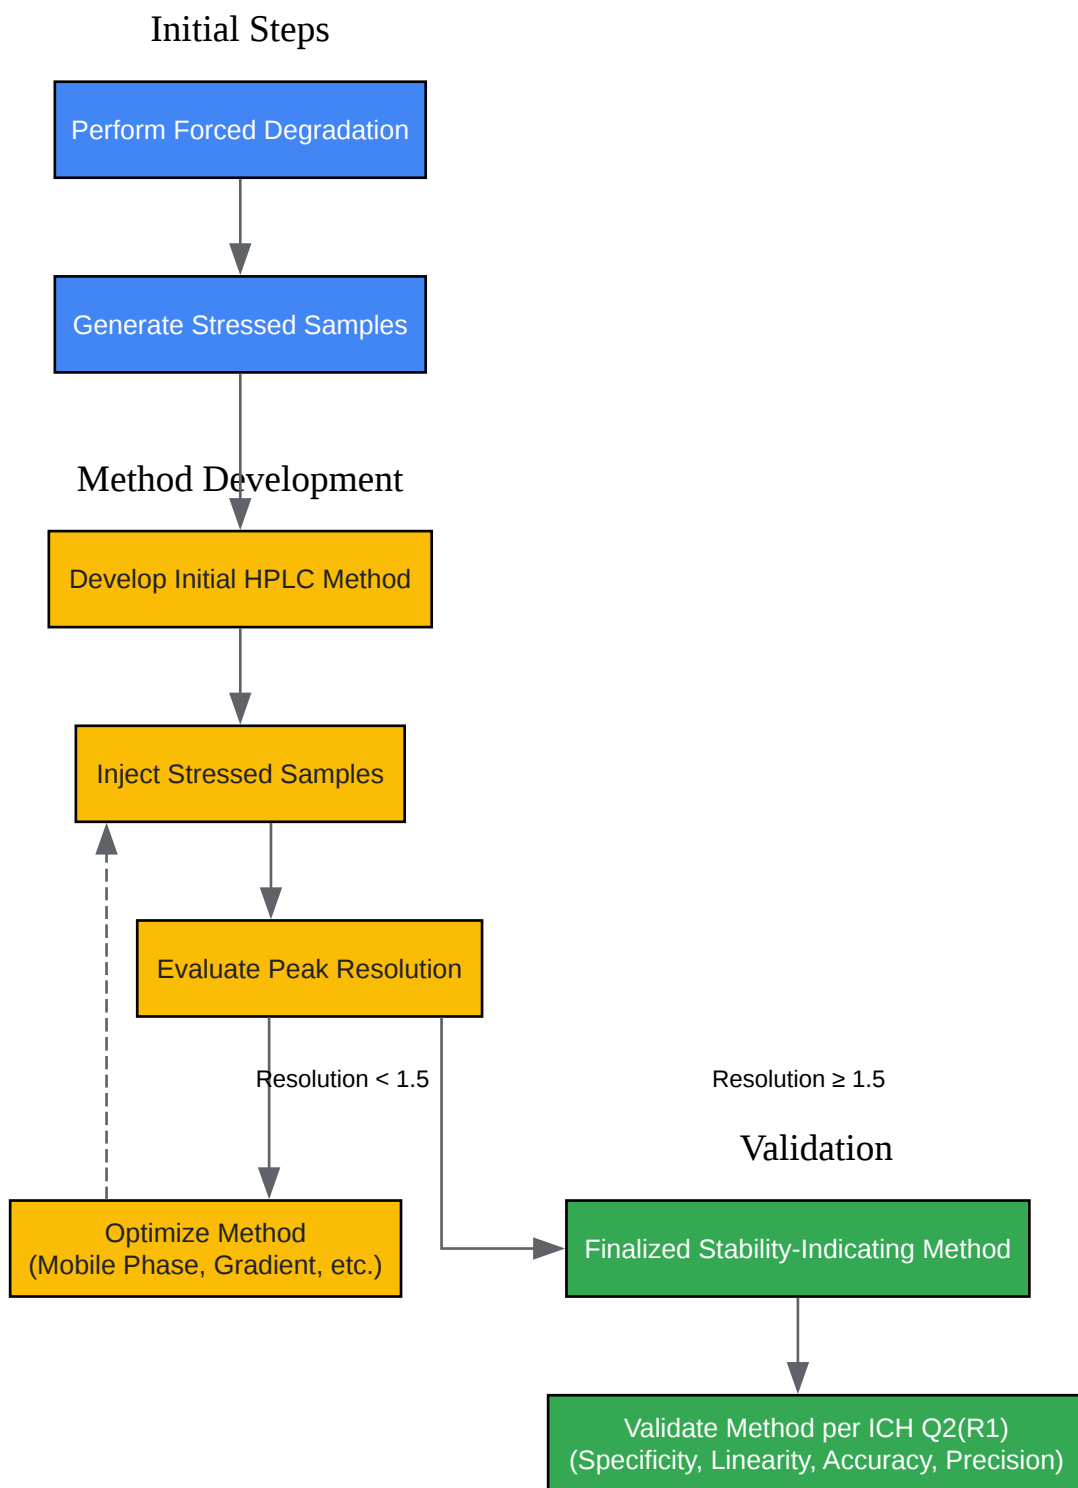 Initial Steps
Perform Forced Degradation
Generate Stressed Samples
Method Development
Develop Initial HPLC Method
Inject Stressed Samples
Evaluate Peak Resolution
Resolution < 1.5
Resolution ≥ 1.5
Validation
Optimize Method
(Mobile Phase, Gradient, etc.)
Finalized Stability-Indicating Method
Validate Method per ICH Q2(R1)
(Specificity, Linearity, Accuracy, Precision)